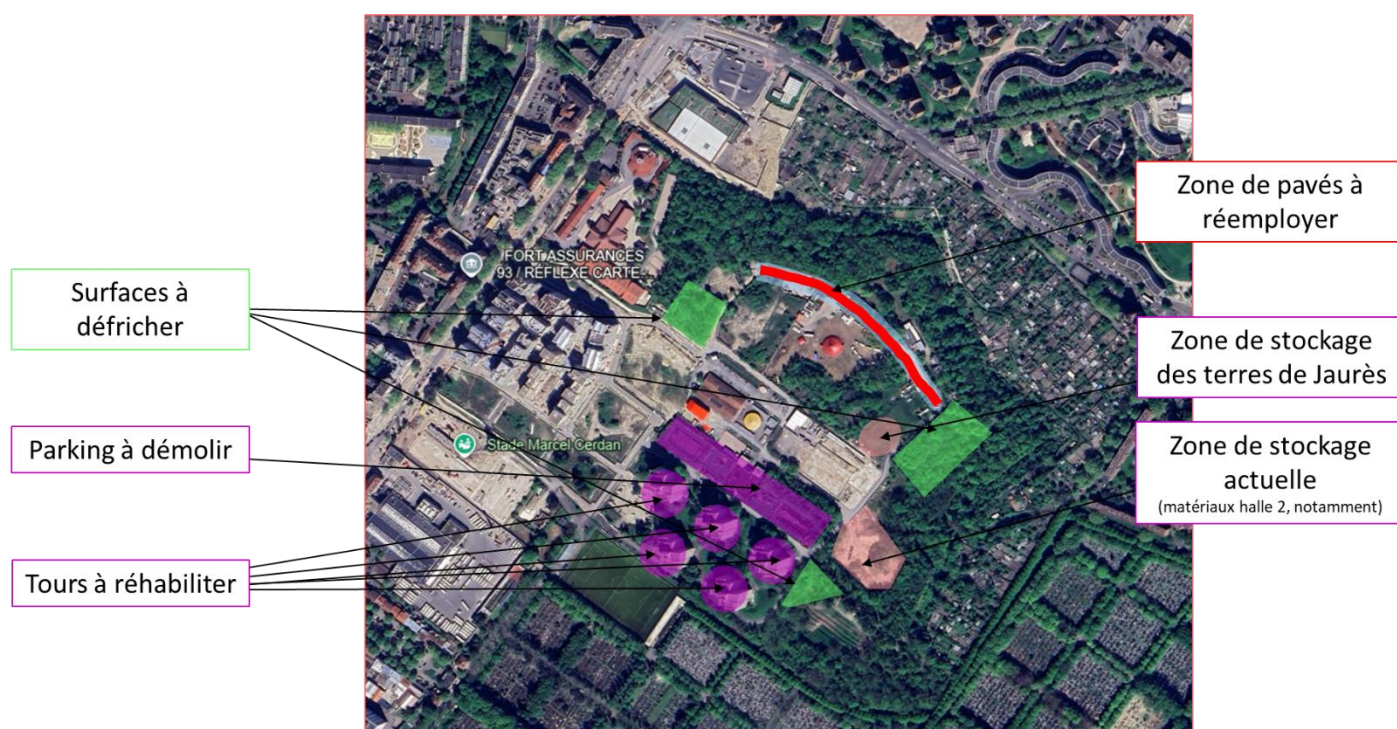 Zone de pavés à
réemployer
FORT ASSURANCES
93 / RÉFLEXE CARTE...
Surfaces à
défricher
Zone de stockage
des terres de Jaurès
Stade Marcel Cerdan
Parking à démolir
Zone de stockage
actuelle
(matériaux halle 2, notamment)
Tours à réhabiliter